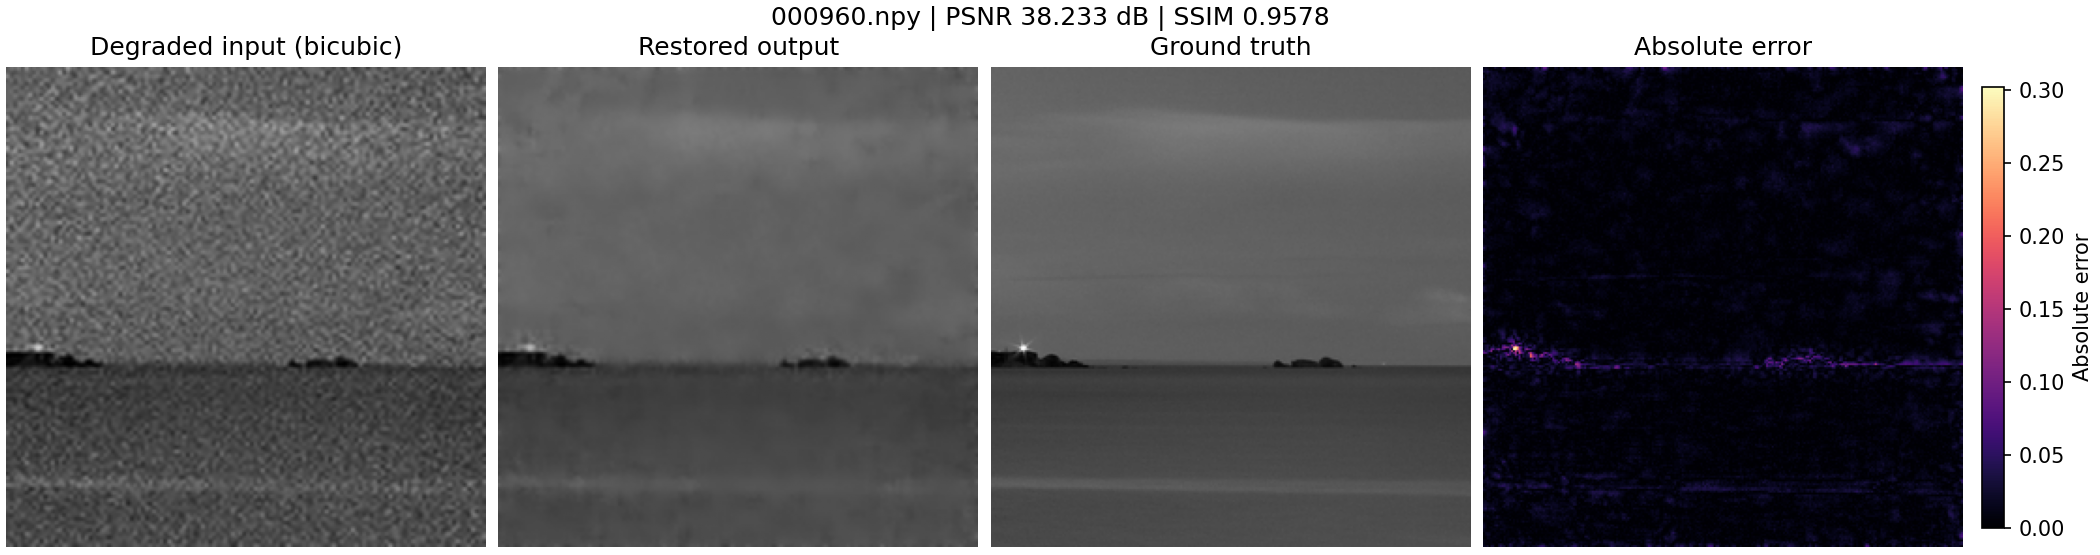 000960.npy | PSNR 38.233 dB | SSIM 0.9578
Degraded input (bicubic)
Restored output
Ground truth
Absolute error
0.30
0.25
0.20
0.15
0.10
0.05
0.00
Absolute error